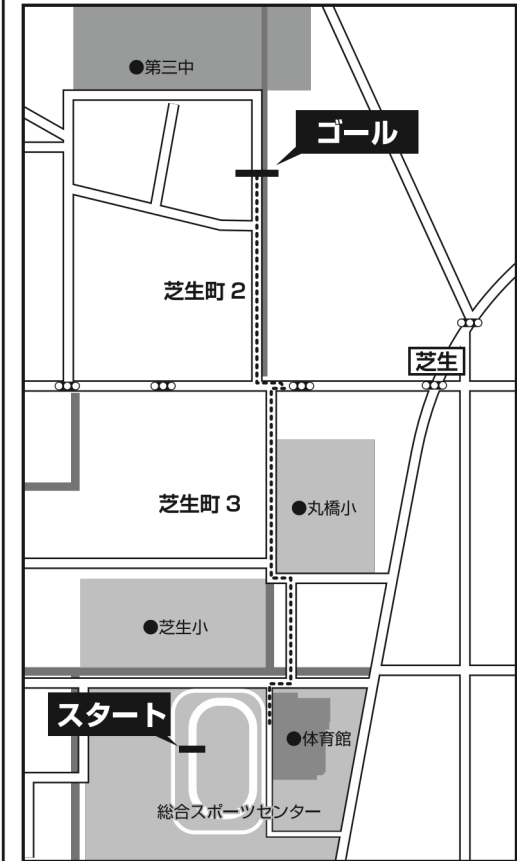 ●第三中
ゴール
芝生町 2
芝生
芝生町 3
●丸橋小
●芝生小
スタート
●体育館
総合スポーツセンター